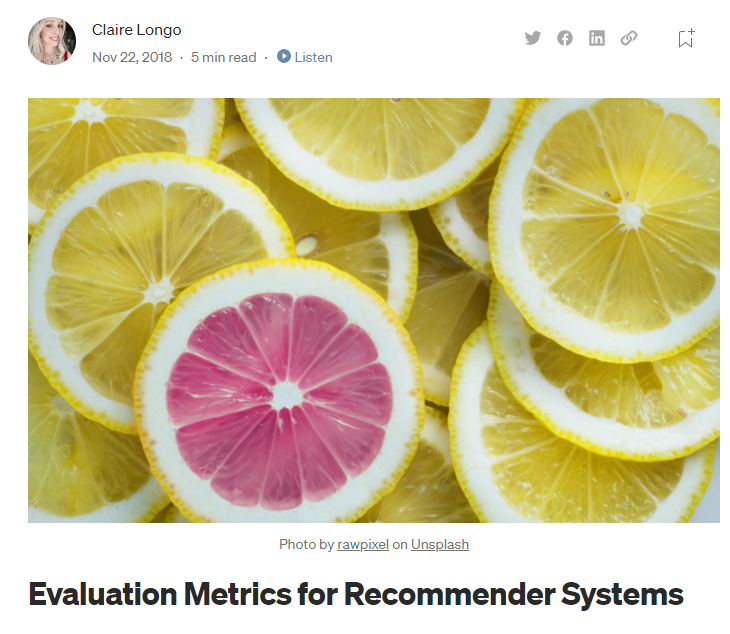 Claire Longo
Nov 22, 2018 · 5 min read · Listen
Photo by rawpixel on Unsplash
Evaluation Metrics for Recommender Systems